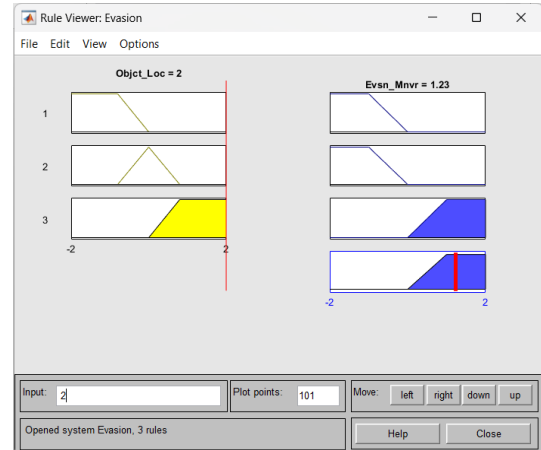 Rule Viewer: Evasion
File Edit View Options
Objct_Loc = 2
Evsn_Mnvr = 1.23
1
2
3
-2 2
-2 2
Input: 2 Plot points: 101 Move: left right down up
Opened system Evasion, 3 rules Help Close